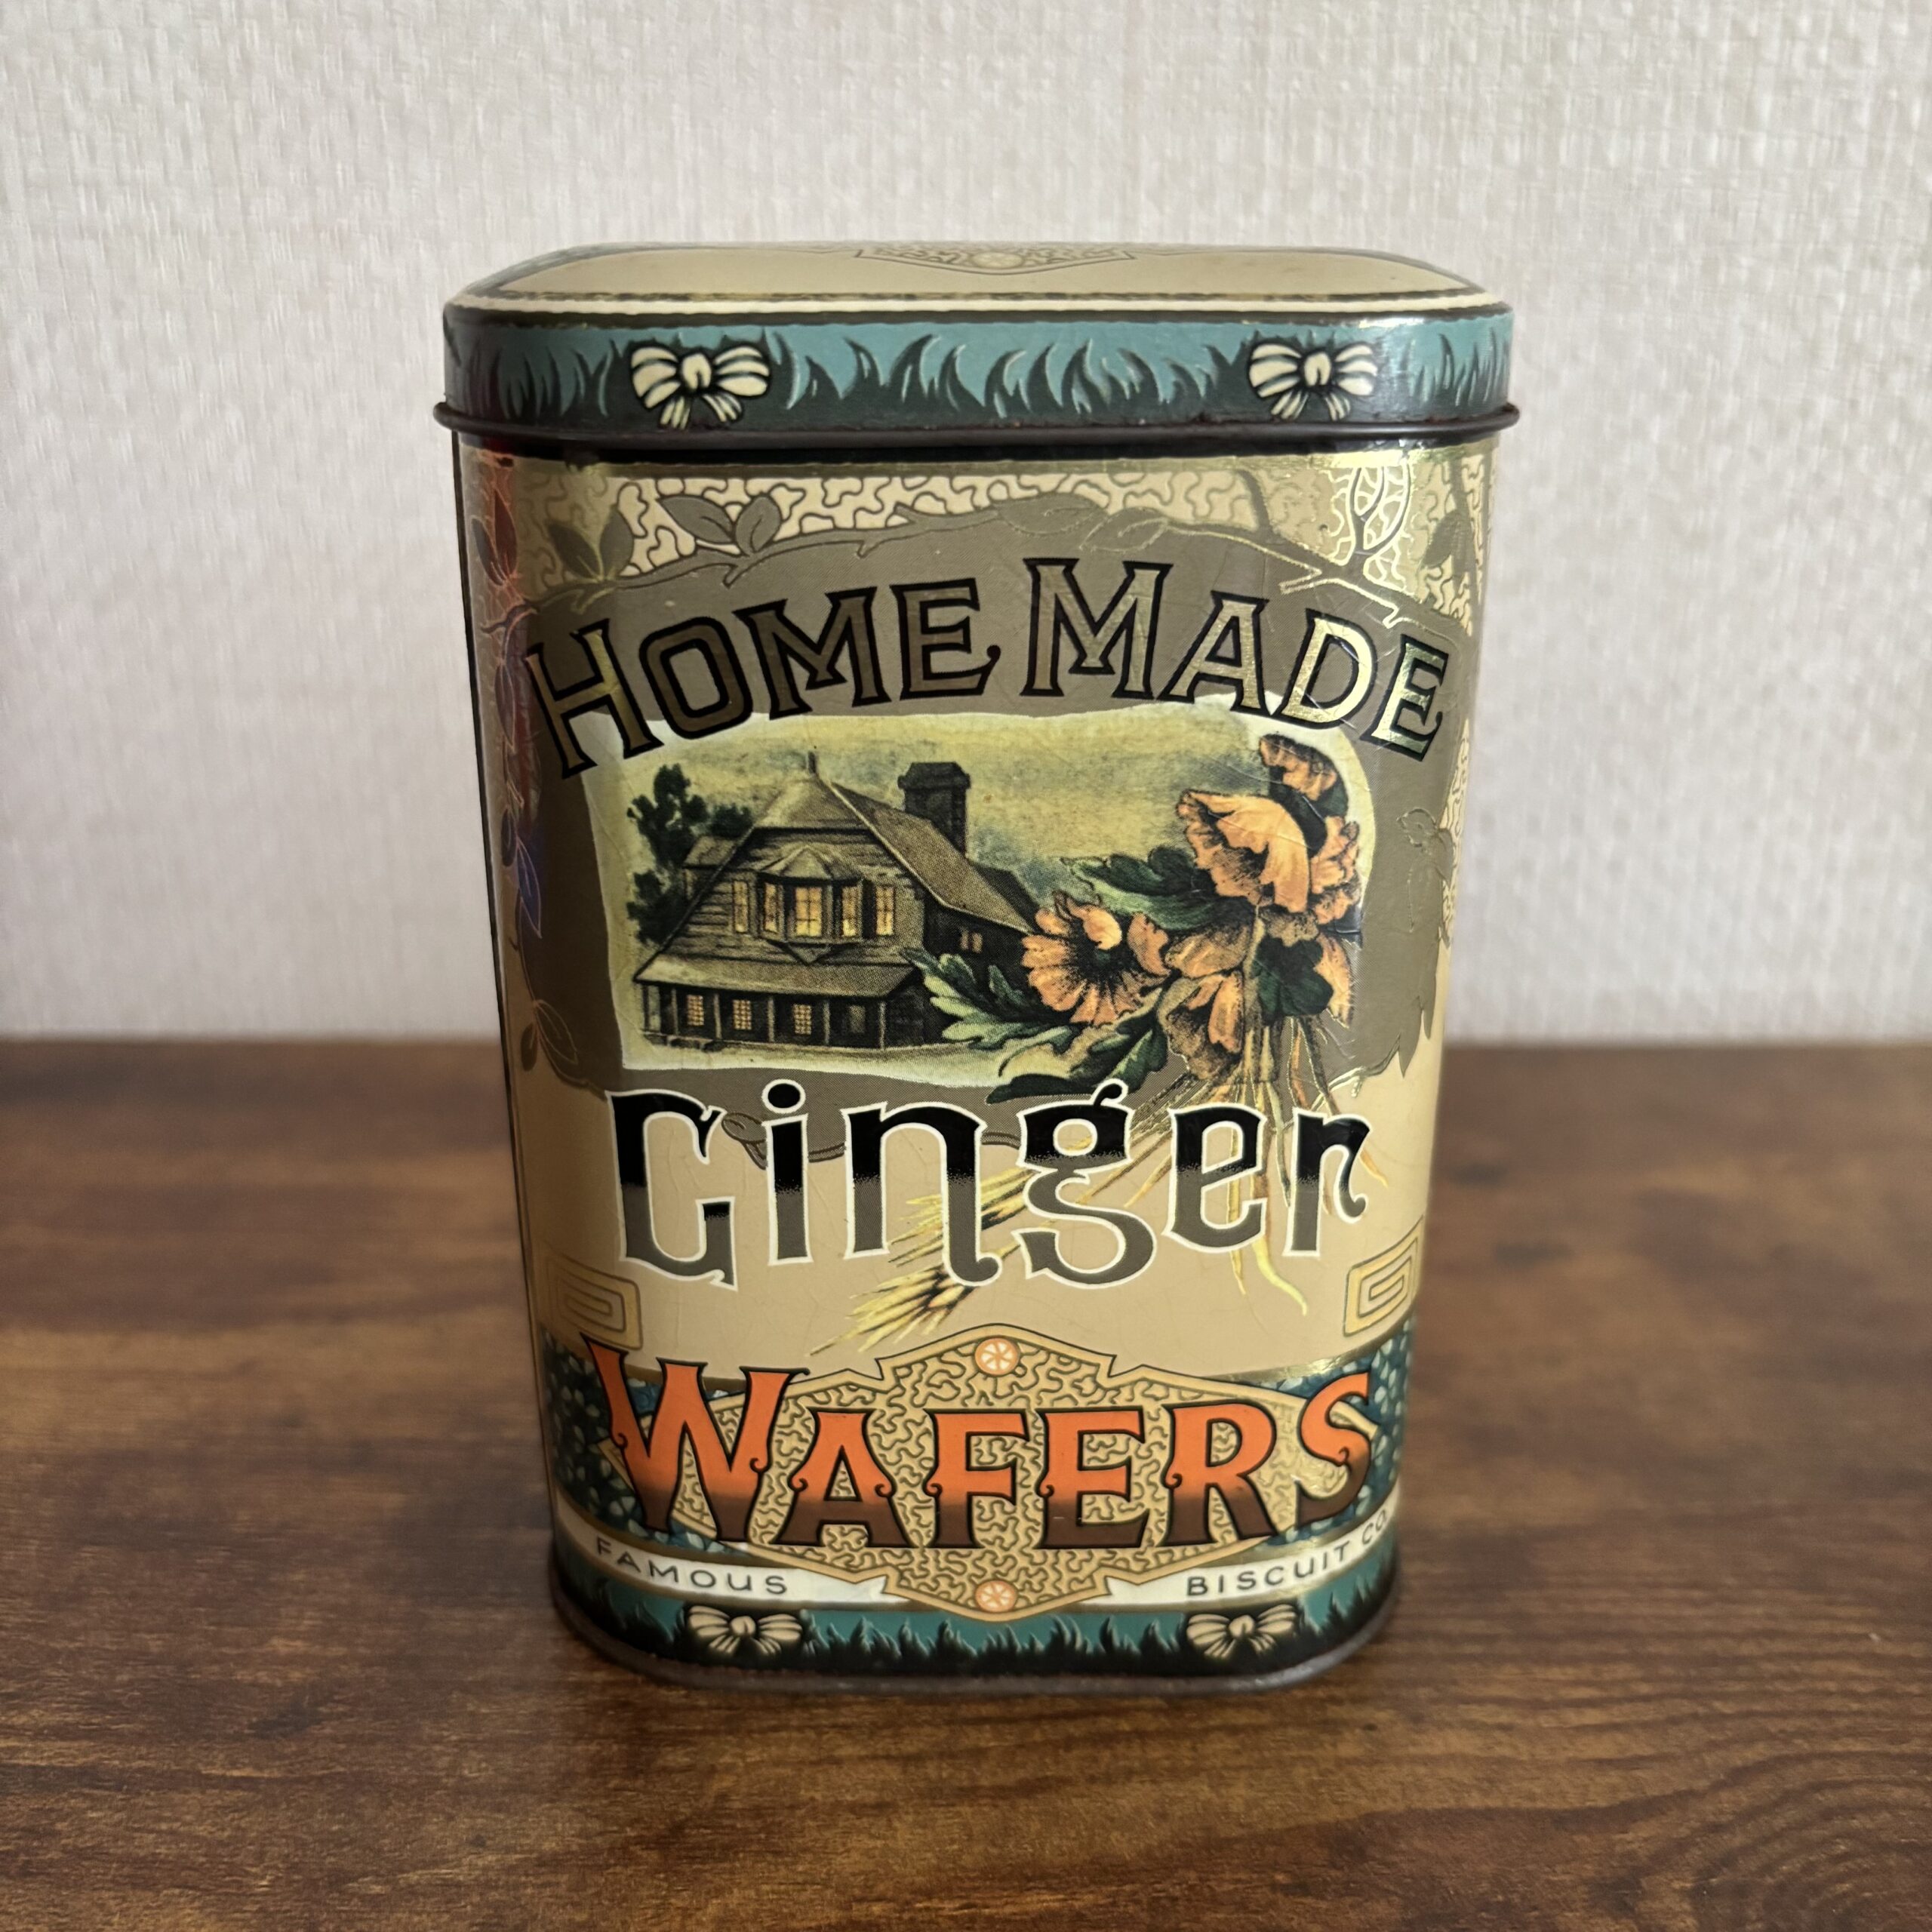 HOME MADE
Ginger
WAFERS
FAMOUS BISCUIT CO.